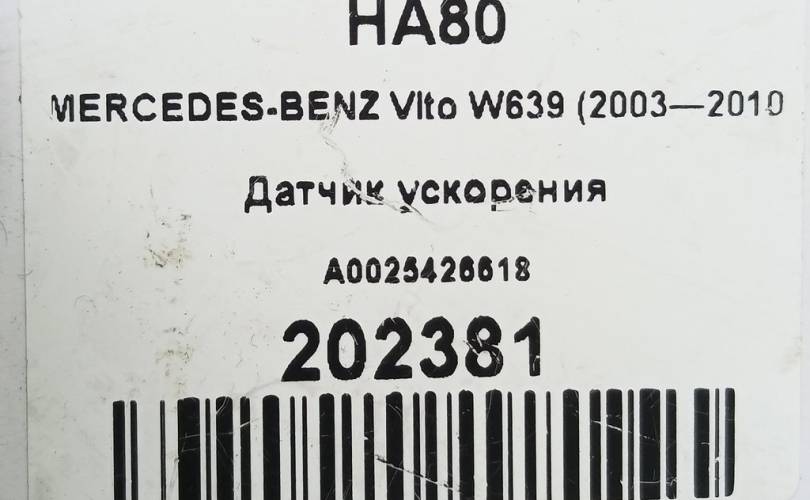 HA80
MERCEDES-BENZ VIto W639 (2003—2010
Датчик ускорения
A0025426618
202381